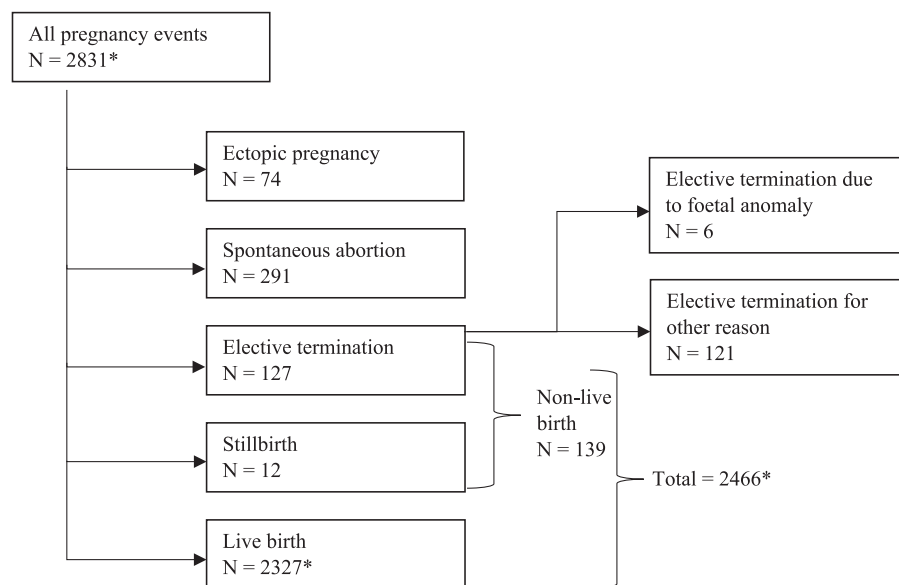 All pregnancy events
N = 2831*
Ectopic pregnancy
N = 74
Spontaneous abortion
N = 291
Elective termination
N = 127
Stillbirth
N = 12
Live birth
N = 2327*
Elective termination due
to foetal anomaly
N = 6
Elective termination for
other reason
N = 121
Non-live
birth
N = 139
Total = 2466*